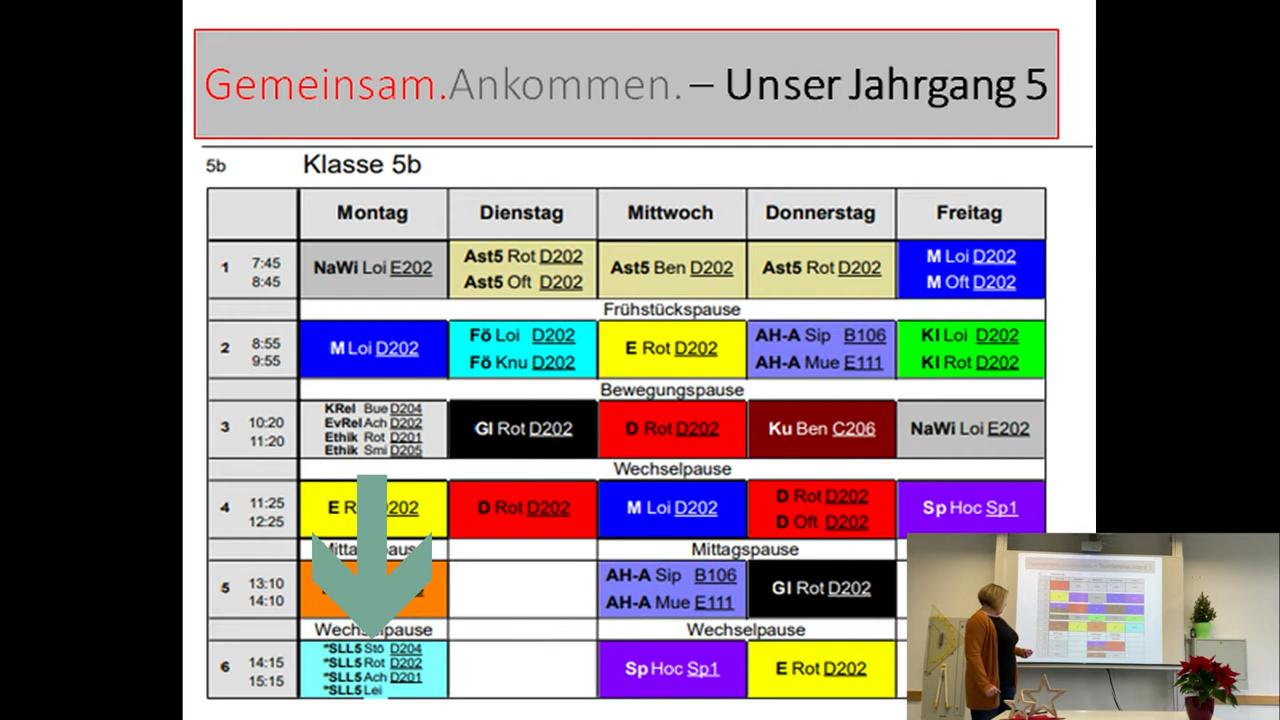 Gemeinsam.Ankommen. – Unser Jahrgang 5
5b Klasse 5b
Montag Dienstag Mittwoch Donnerstag Freitag
1 7:45 8:45
NaWi Loi E202
Ast5 Rot D202
Ast5 Oft D202
Ast5 Ben D202
Ast5 Rot D202
M Loi D202
M Oft D202
Frühstückspause
2 8:55 9:55
M Loi D202
Fö Loi D202
Fö Knu D202
E Rot D202
AH-A Sip B106
AH-A Mue E111
Kl Loi D202
Kl Rot D202
Bewegungspause
3 10:20 11:20
KRel Bue D204
EvRel Ach D202
Ethik Rot D201
Ethik Smi D205
Gl Rot D202
D Rot D202
Ku Ben C206
NaWi Loi E202
Wechselpause
4 11:25 12:25
E R D202
D Rot D202
M Loi D202
D Rot D202
D Oft D202
Sp Hoc Sp1
Mittagspause
5 13:10 14:10
AH-A Sip B106
AH-A Mue E111
Gl Rot D202
Wechselpause Wechselpause
6 14:15 15:15
*SLL5 Sto D204
*SLL5 Rot D202
*SLL5 Ach D201
*SLL5 Lei
Sp Hoc Sp1
E Rot D202